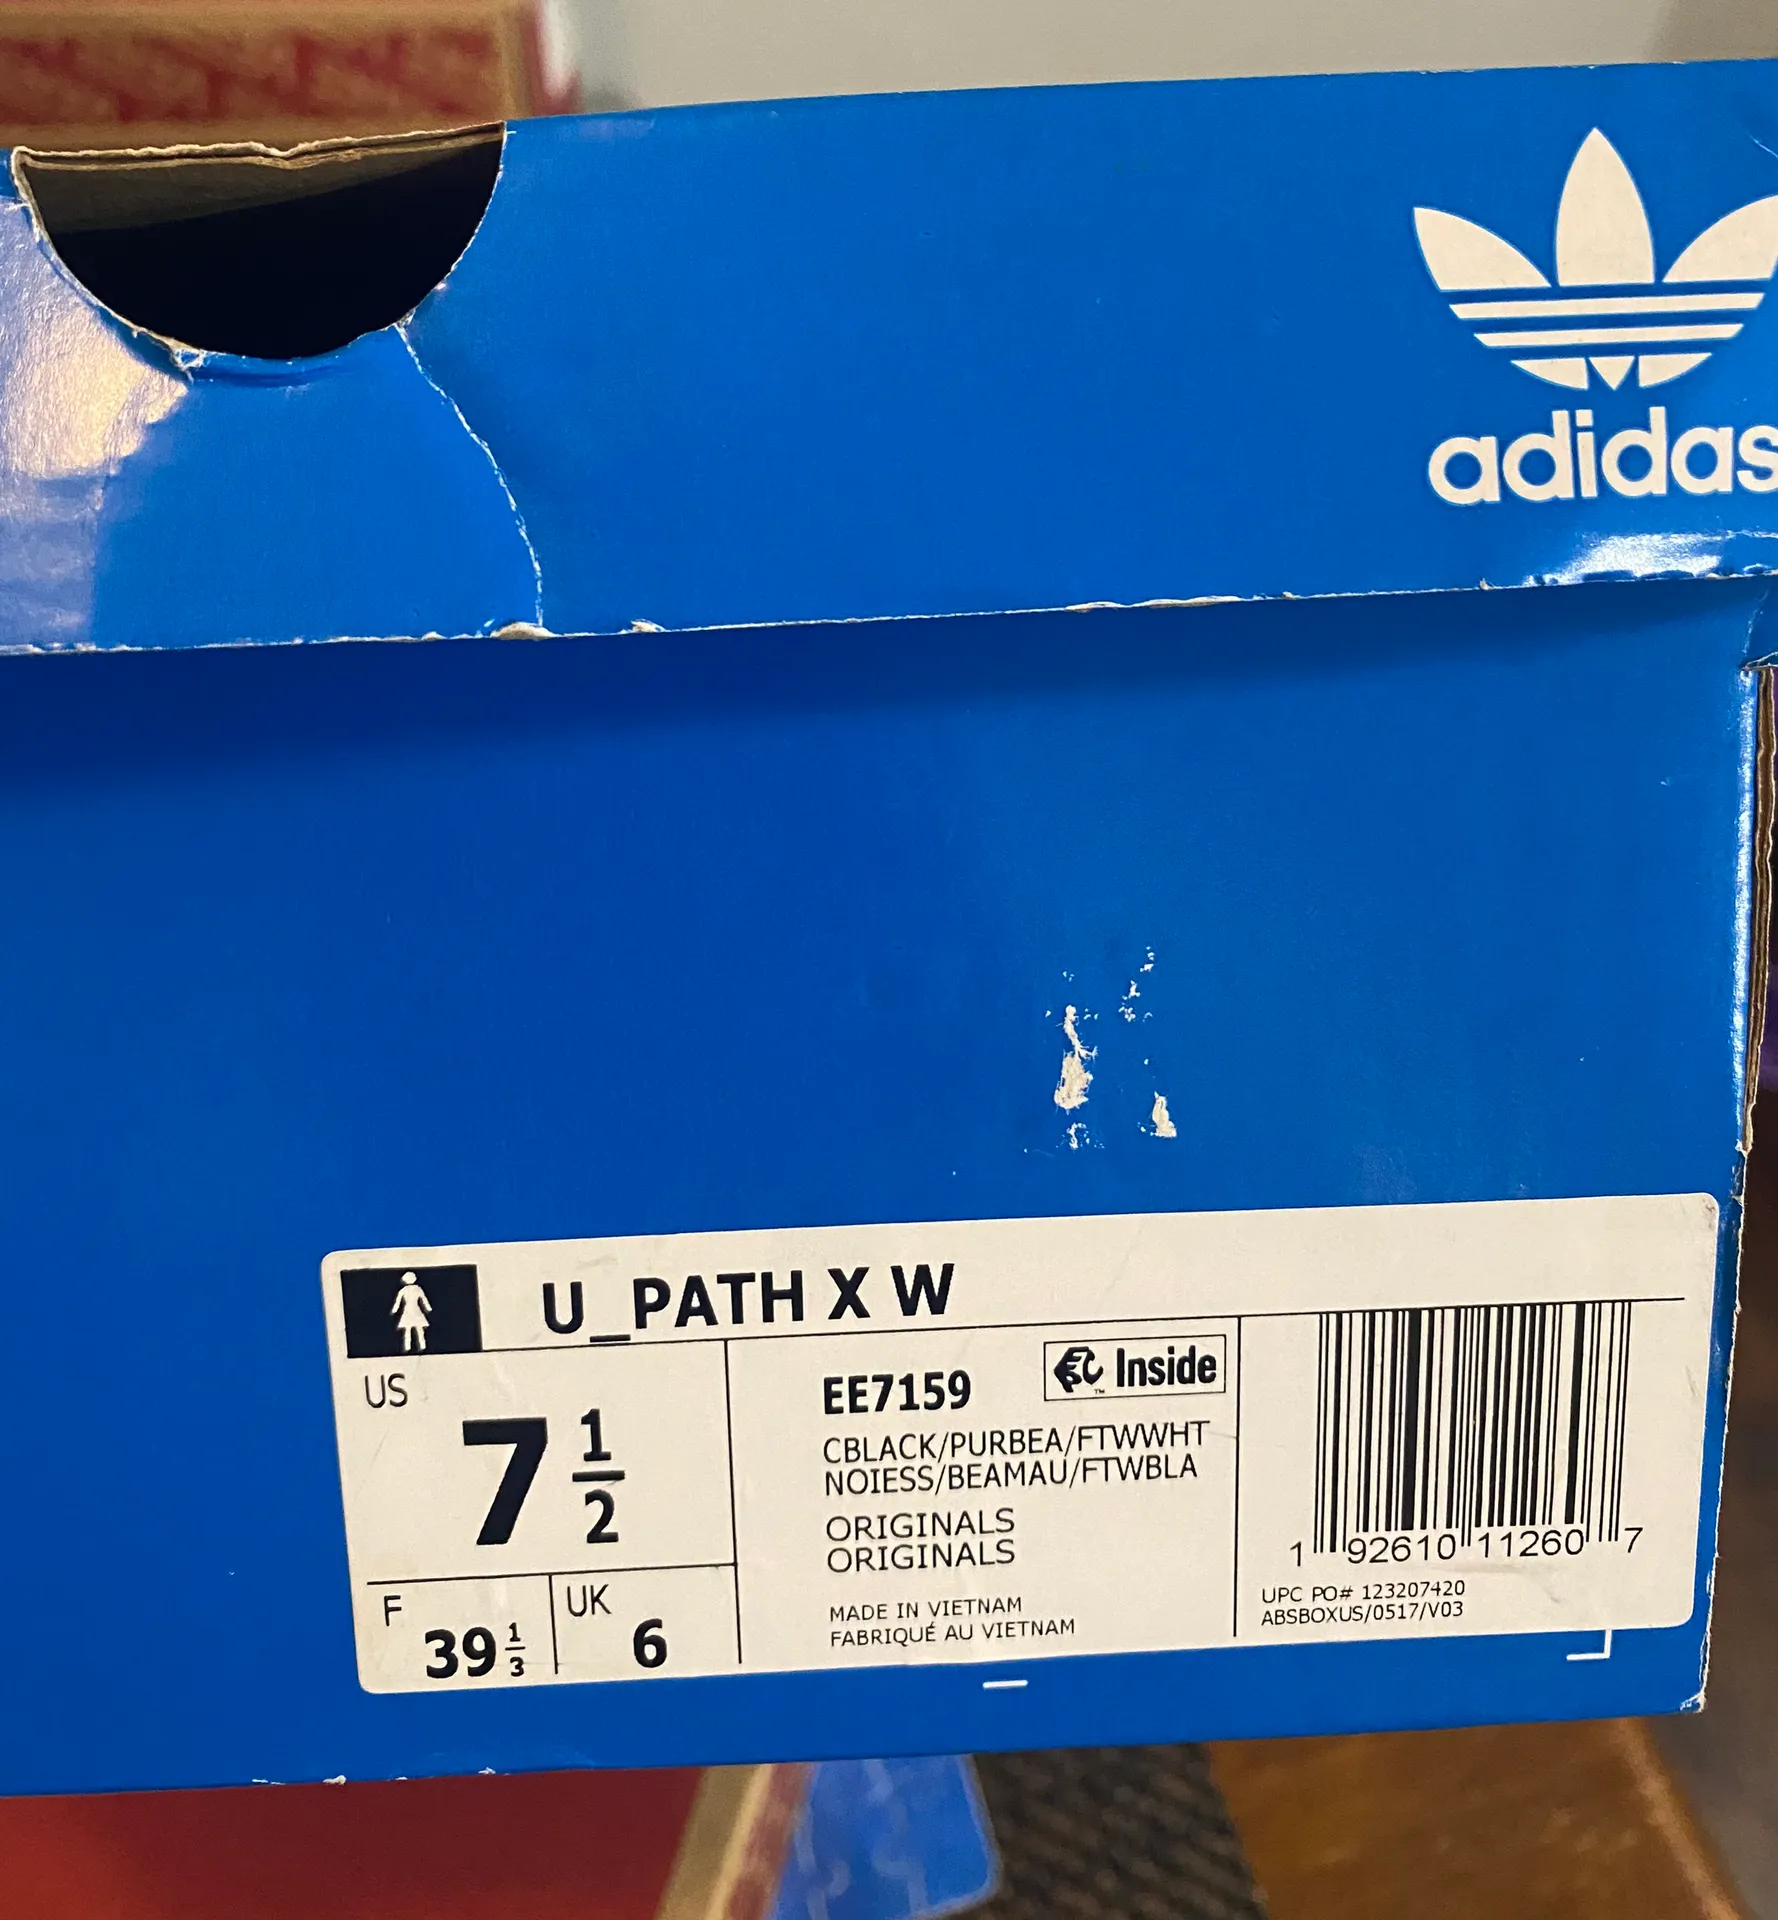 adidas
U_PATH X W
US
7 1/2
F
39 1/3
UK
6
EE7159
Inside
CBLACK/PURBEA/FTWWHT
NOIESS/BEAMAU/FTWBLA
ORIGINALS
ORIGINALS
MADE IN VIETNAM
FABRIQUÉ AU VIETNAM
1 92610 11260 7
UPC PO# 123207420
ABSBOXUS/0517/V03